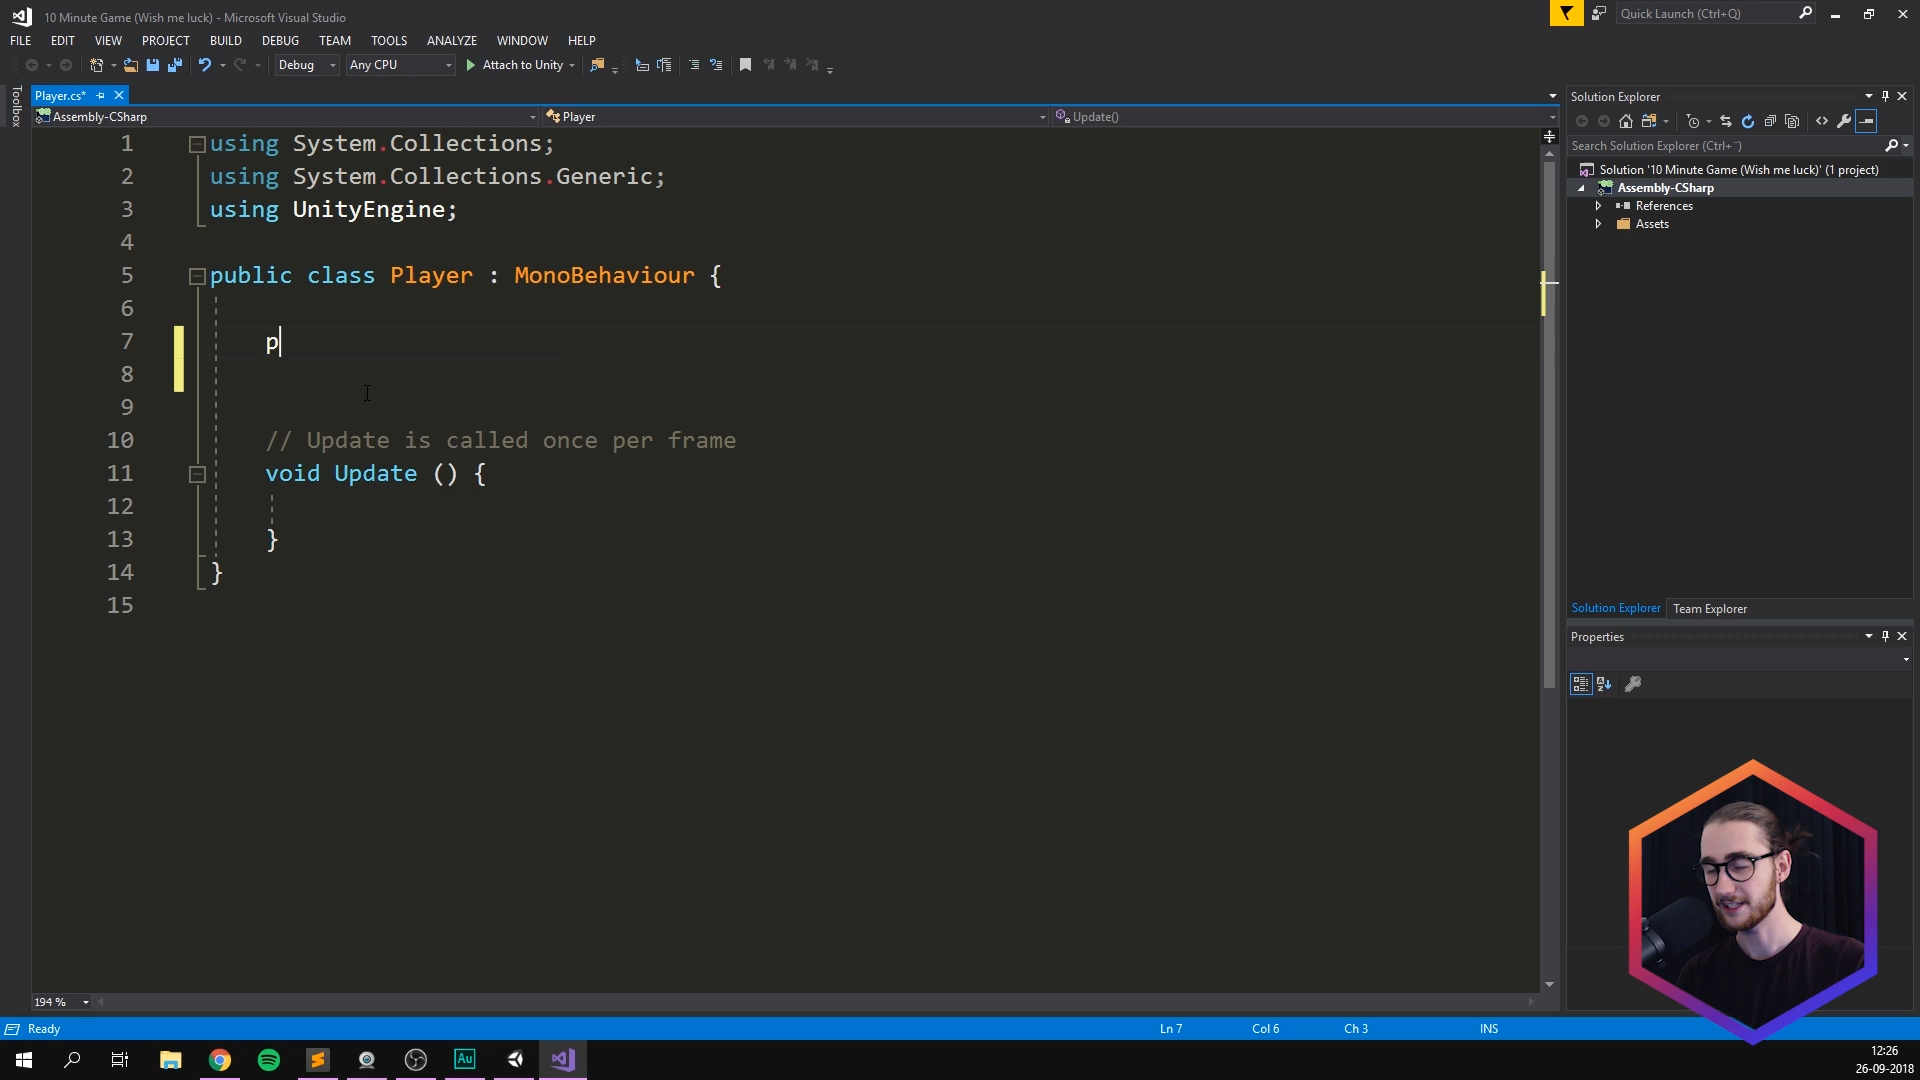 10 Minute Game (Wish me luck) - Microsoft Visual Studio
Quick Launch (Ctrl+Q)
FILE EDIT VIEW PROJECT BUILD DEBUG TEAM TOOLS ANALYZE WINDOW HELP
Debug Any CPU Attach to Unity
Toolbox
Player.cs*
Assembly-CSharp Player Update()
1 using System.Collections;
2 using System.Collections.Generic;
3 using UnityEngine;
4
5 public class Player : MonoBehaviour {
6
7 p
8
9
10 // Update is called once per frame
11 void Update () {
12
13 }
14 }
15
194 %
Solution Explorer
Search Solution Explorer (Ctrl+¨)
Solution '10 Minute Game (Wish me luck)' (1 project)
Assembly-CSharp
References
Assets
Solution Explorer Team Explorer
Properties
Ready Ln 7 Col 6 Ch 3 INS
Au
12:26
26-09-2018